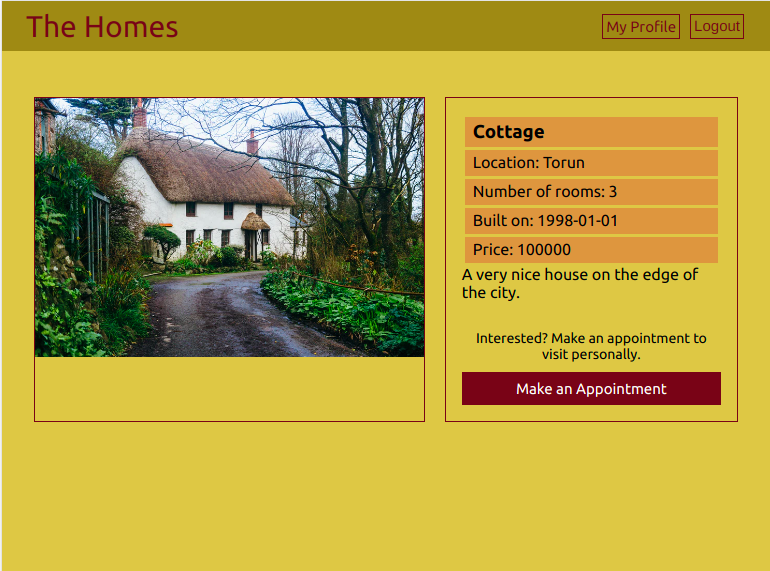 The Homes
My Profile
Logout
Cottage
Location: Torun
Number of rooms: 3
Built on: 1998-01-01
Price: 100000
A very nice house on the edge of
the city.
Interested? Make an appointment to
visit personally.
Make an Appointment